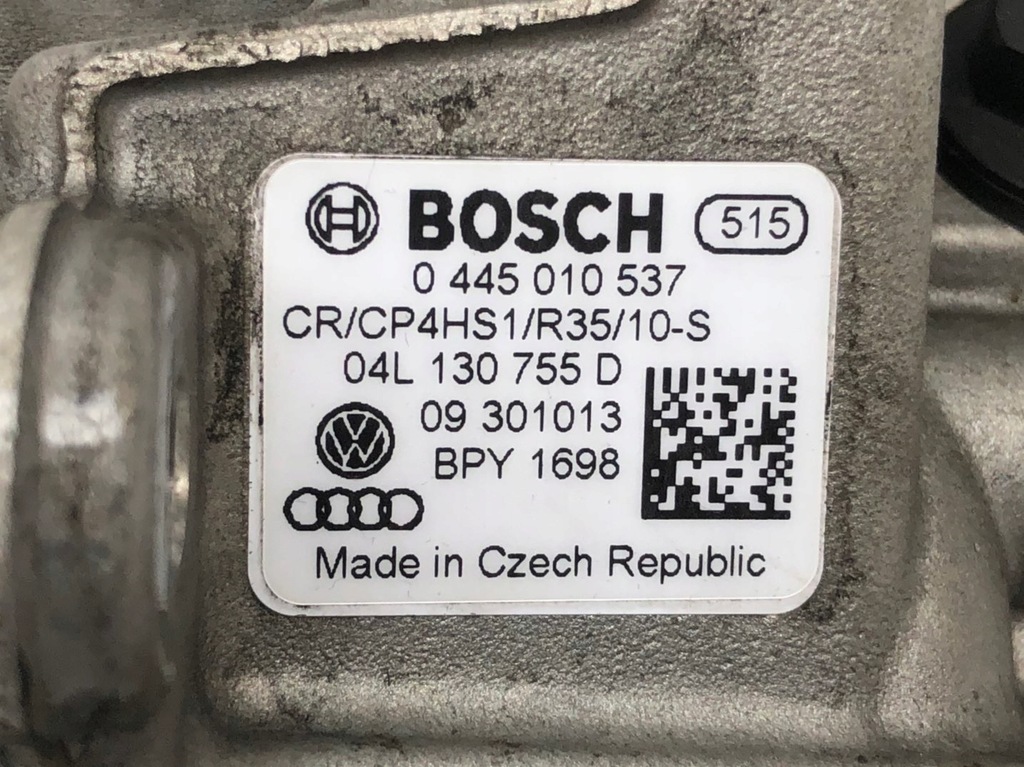 BOSCH 515
0 445 010 537
CR/CP4HS1/R35/10-S
04L 130 755 D
09 301013
BPY 1698
Made in Czech Republic